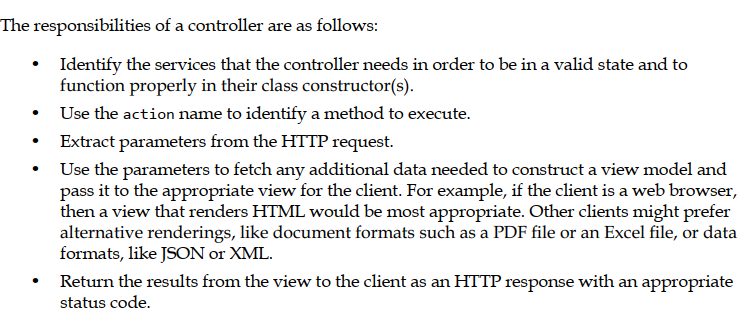 The responsibilities of a controller are as follows:
• Identify the services that the controller needs in order to be in a valid state and to
function properly in their class constructor(s).
• Use the action name to identify a method to execute.
• Extract parameters from the HTTP request.
• Use the parameters to fetch any additional data needed to construct a view model and
pass it to the appropriate view for the client. For example, if the client is a web browser,
then a view that renders HTML would be most appropriate. Other clients might prefer
alternative renderings, like document formats such as a PDF file or an Excel file, or data
formats, like JSON or XML.
• Return the results from the view to the client as an HTTP response with an appropriate
status code.